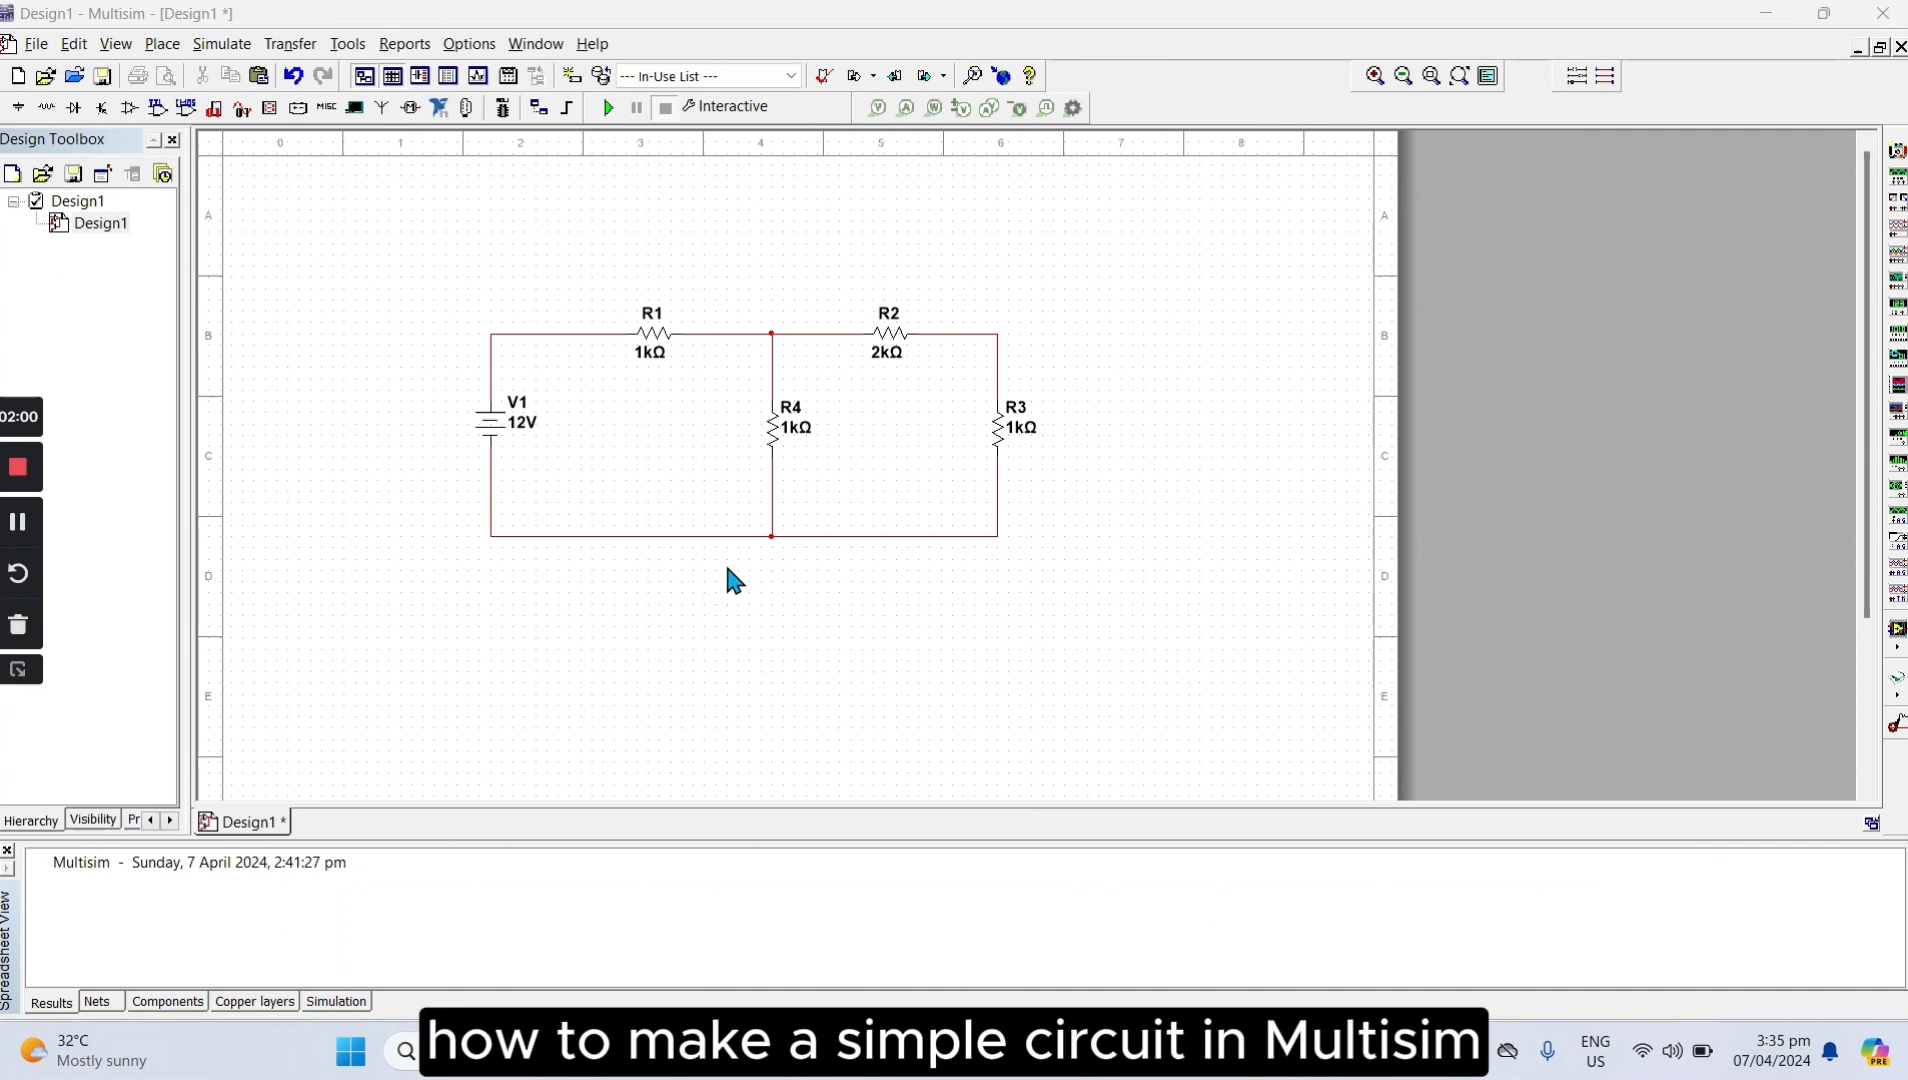 Design1 - Multisim - [Design1 *]
File Edit View Place Simulate Transfer Tools Reports Options Window Help
--- In-Use List ---
MISC Interactive
Design Toolbox
0 1 2 3 4 5 6 7 8
Design1
Design1
A A
R1 R2
B B
1kΩ 2kΩ
V1 R4 R3
12V 1kΩ 1kΩ
02:00
C C
D D
E E
Hierarchy Visibility Pr
Design1 *
Multisim - Sunday, 7 April 2024, 2:41:27 pm
Spreadsheet View
Results Nets Components Copper layers Simulation
how to make a simple circuit in Multisim
32°C
Mostly sunny
ENG
US
3:35 pm
07/04/2024
PRE